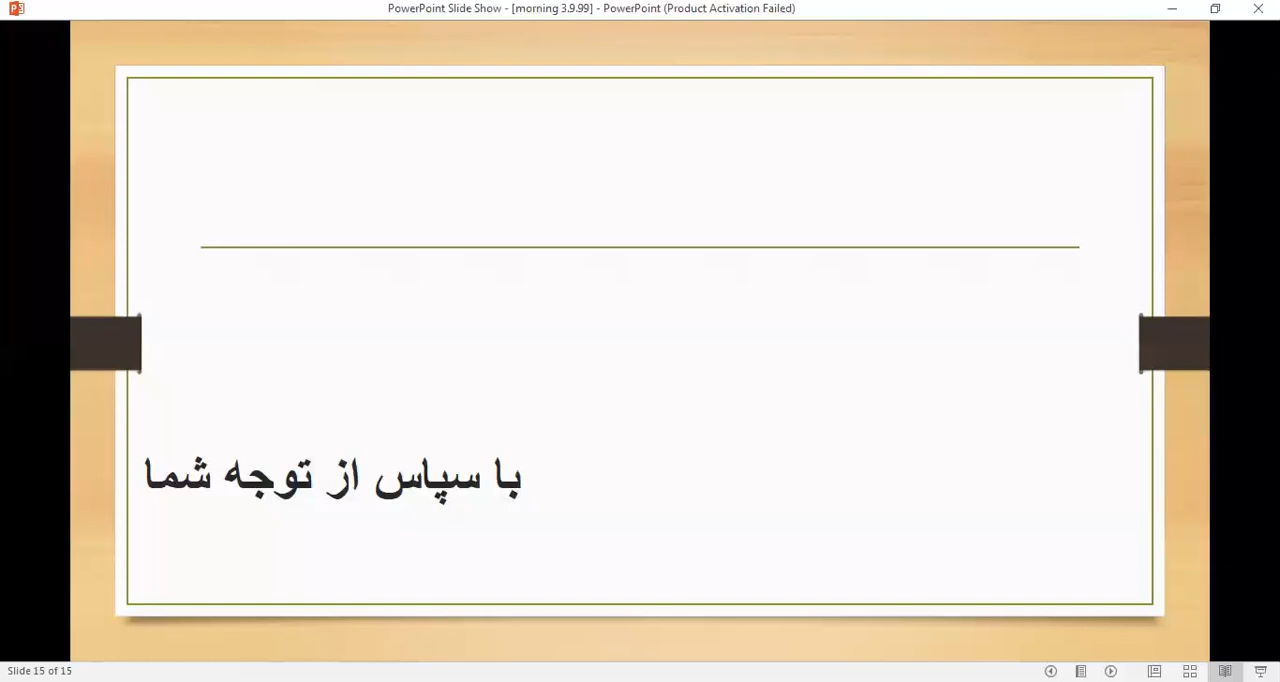 PowerPoint Slide Show - [morning 3.9.99] - PowerPoint (Product Activation Failed)
با سپاس از توجه شما
Slide 15 of 15